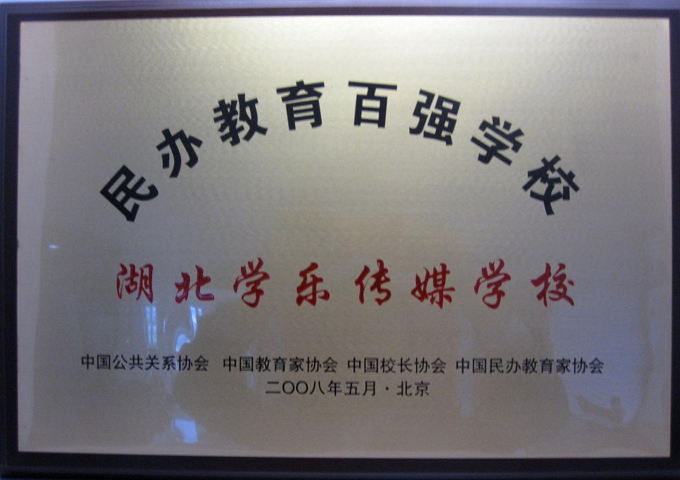 民办教育百强学校
湖北学乐传媒学校
中国公共关系协会 中国教育家协会 中国校长协会 中国民办教育家协会
二〇〇八年五月·北京